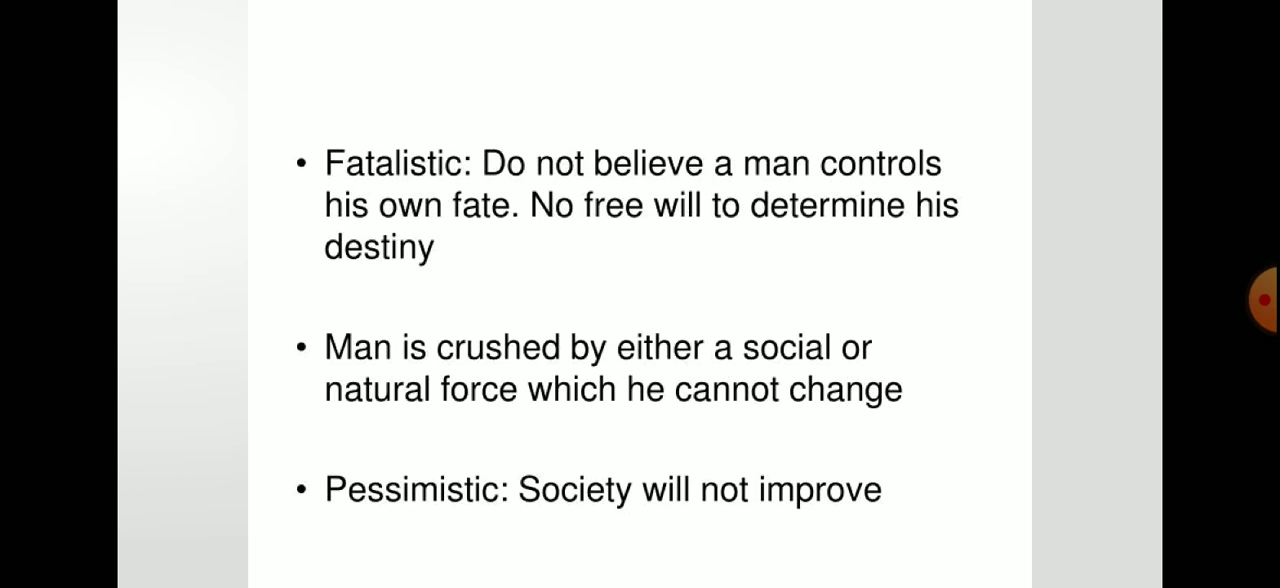 • Fatalistic: Do not believe a man controls
his own fate. No free will to determine his
destiny
• Man is crushed by either a social or
natural force which he cannot change
• Pessimistic: Society will not improve